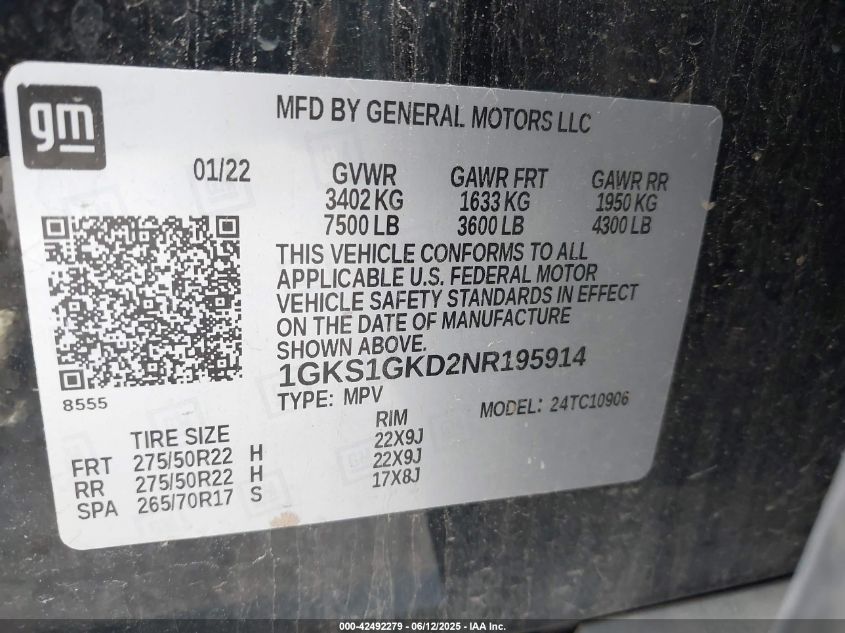 gm
MFD BY GENERAL MOTORS LLC
01/22 GVWR GAWR FRT GAWR RR
3402 KG 1633 KG 1950 KG
7500 LB 3600 LB 4300 LB
THIS VEHICLE CONFORMS TO ALL
APPLICABLE U.S. FEDERAL MOTOR
VEHICLE SAFETY STANDARDS IN EFFECT
ON THE DATE OF MANUFACTURE
SHOWN ABOVE.
1GKS1GKD2NR195914
8555 TYPE: MPV MODEL: 24TC10906
TIRE SIZE RIM
FRT 275/50R22 H 22X9J
RR 275/50R22 H 22X9J
SPA 265/70R17 S 17X8J
000-42492279 - 06/12/2025 - IAA Inc.